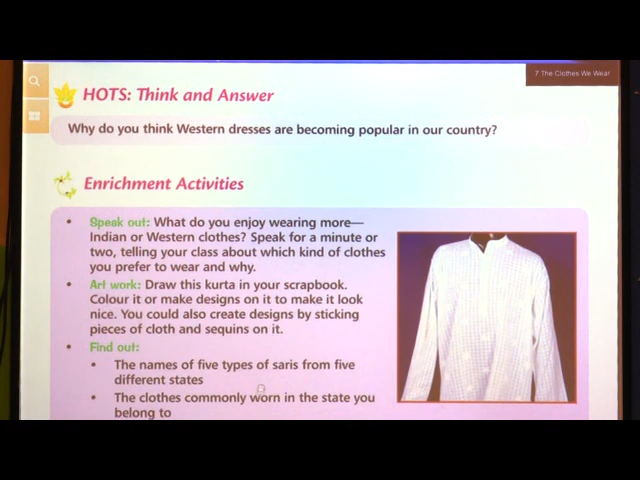 7 The Clothes We Wear
HOTS: Think and Answer
Why do you think Western dresses are becoming popular in our country?
Enrichment Activities
• Speak out: What do you enjoy wearing more—
Indian or Western clothes? Speak for a minute or
two, telling your class about which kind of clothes
you prefer to wear and why.
• Art work: Draw this kurta in your scrapbook.
Colour it or make designs on it to make it look
nice. You could also create designs by sticking
pieces of cloth and sequins on it.
• Find out:
• The names of five types of saris from five
different states
• The clothes commonly worn in the state you
belong to